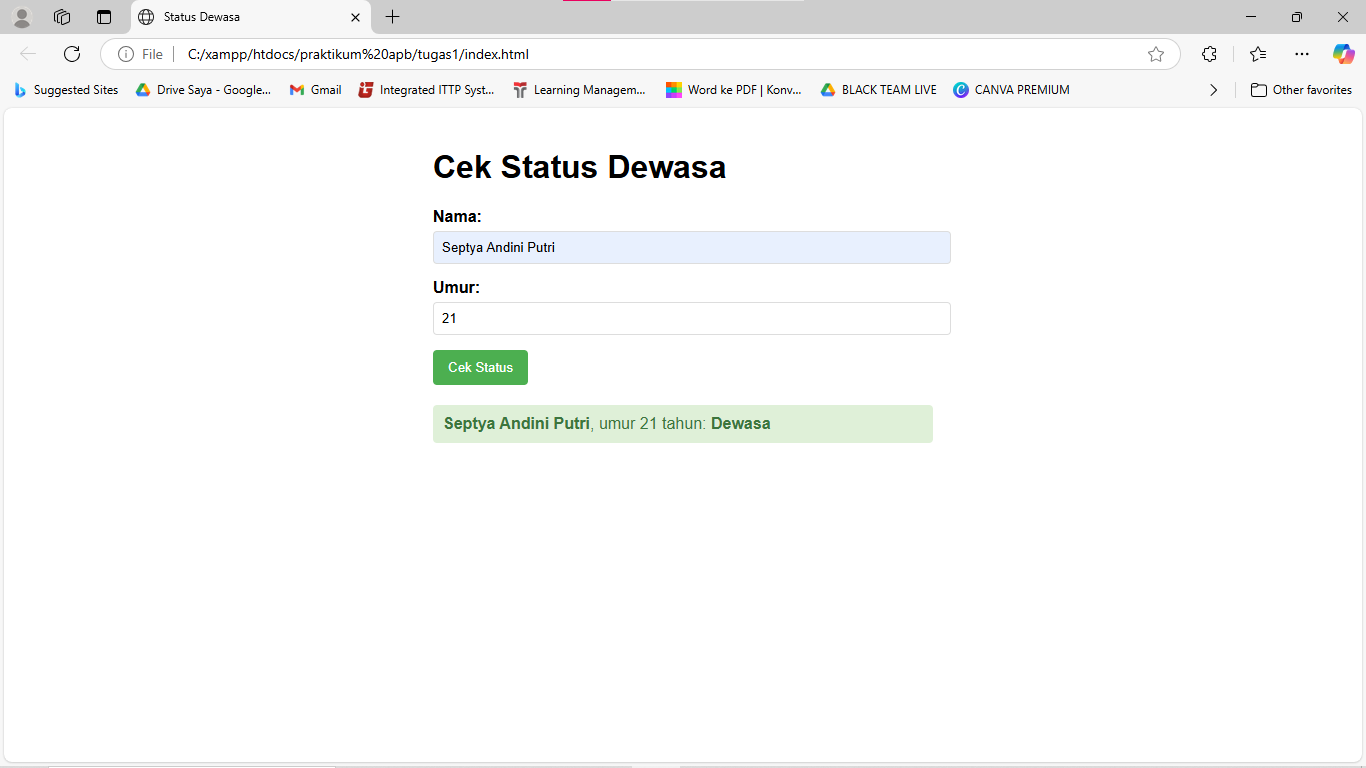 Status Dewasa
File
C:/xampp/htdocs/praktikum%20apb/tugas1/index.html
Suggested Sites
Drive Saya - Google...
Gmail
Integrated ITTP Syst...
Learning Managem...
Word ke PDF | Konv...
BLACK TEAM LIVE
CANVA PREMIUM
Other favorites
Cek Status Dewasa
Nama:
Septya Andini Putri
Umur:
21
Cek Status
Septya Andini Putri, umur 21 tahun: Dewasa